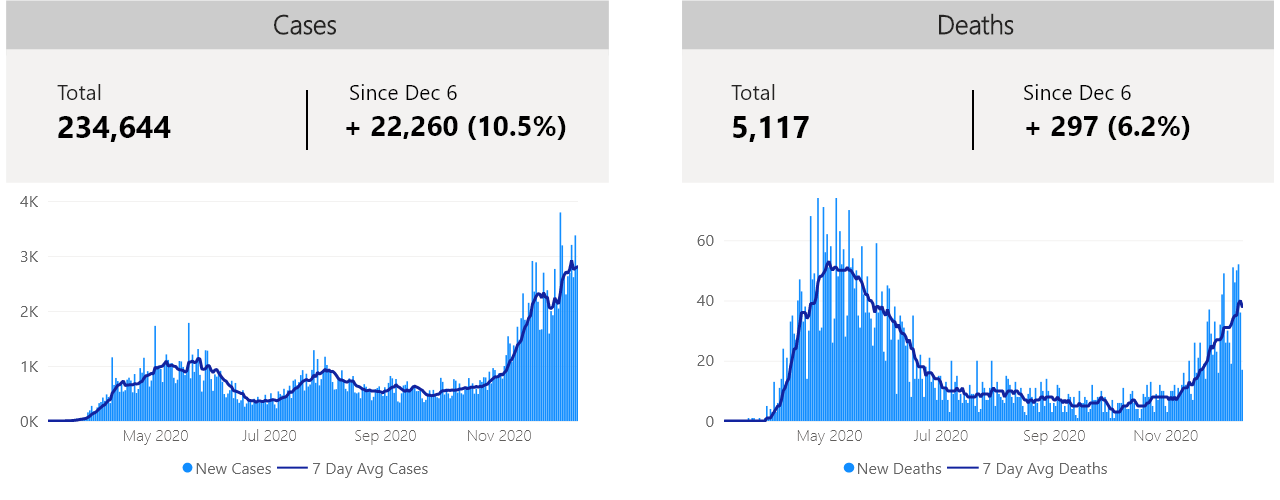 Cases
Total
234,644
Since Dec 6
+ 22,260 (10.5%)
4K
3K
2K
1K
0K
May 2020 Jul 2020 Sep 2020 Nov 2020
New Cases 7 Day Avg Cases
Deaths
Total
5,117
Since Dec 6
+ 297 (6.2%)
60
40
20
0
May 2020 Jul 2020 Sep 2020 Nov 2020
New Deaths 7 Day Avg Deaths